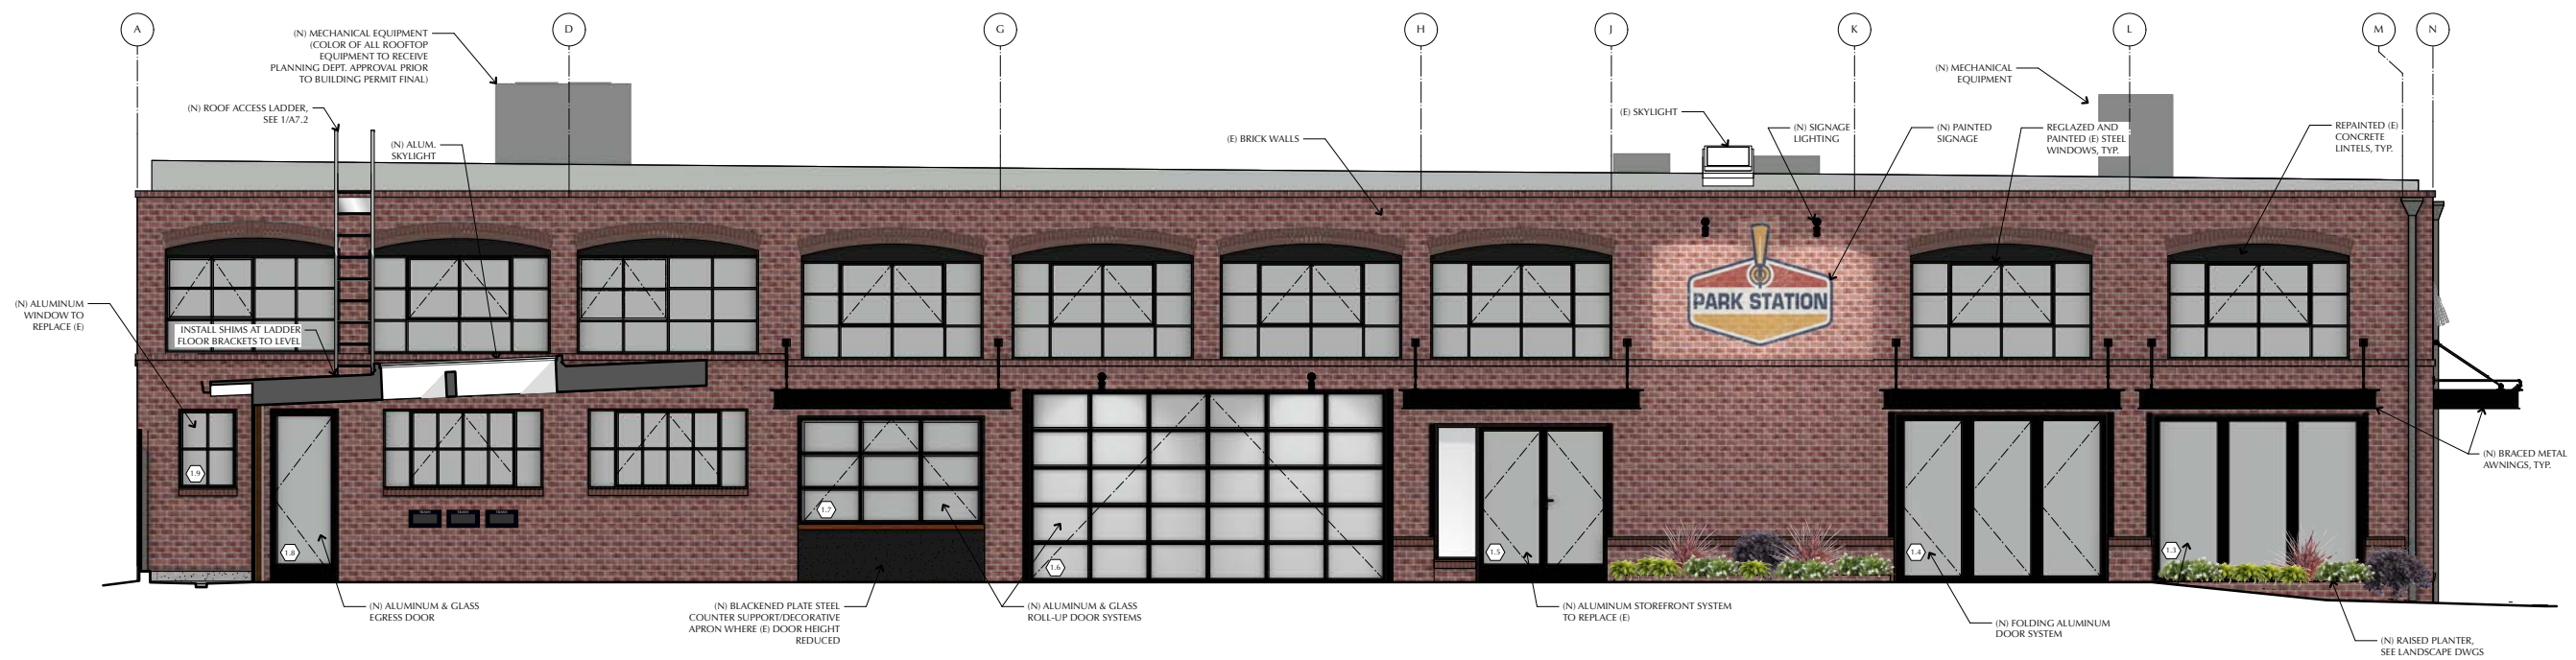 A
D
G
H
J
K
L
M
N
(N) MECHANICAL EQUIPMENT
(COLOR OF ALL ROOFTOP
EQUIPMENT TO RECEIVE
PLANNING DEPT. APPROVAL PRIOR
TO BUILDING PERMIT FINAL)
(N) ROOF ACCESS LADDER,
SEE 1/A7.2
(N) ALUM.
SKYLIGHT
(E) BRICK WALLS
(E) SKYLIGHT
(N) SIGNAGE
LIGHTING
(N) PAINTED
SIGNAGE
(N) MECHANICAL
EQUIPMENT
REGLAZED AND
PAINTED (E) STEEL
WINDOWS, TYP.
REPAINTED (E)
CONCRETE
LINTELS, TYP.
(N) ALUMINUM
WINDOW TO
REPLACE (E)
INSTALL SHIMS AT LADDER
FLOOR BRACKETS TO LEVEL
PARK STATION
(N) BRACED METAL
AWNINGS, TYP.
1.9
1.8
1.7
1.6
1.5
1.4
1.3
(N) ALUMINUM & GLASS
EGRESS DOOR
(N) BLACKENED PLATE STEEL
COUNTER SUPPORT/DECORATIVE
APRON WHERE (E) DOOR HEIGHT
REDUCED
(N) ALUMINUM & GLASS
ROLL-UP DOOR SYSTEMS
(N) ALUMINUM STOREFRONT SYSTEM
TO REPLACE (E)
(N) FOLDING ALUMINUM
DOOR SYSTEM
(N) RAISED PLANTER,
SEE LANDSCAPE DWGS